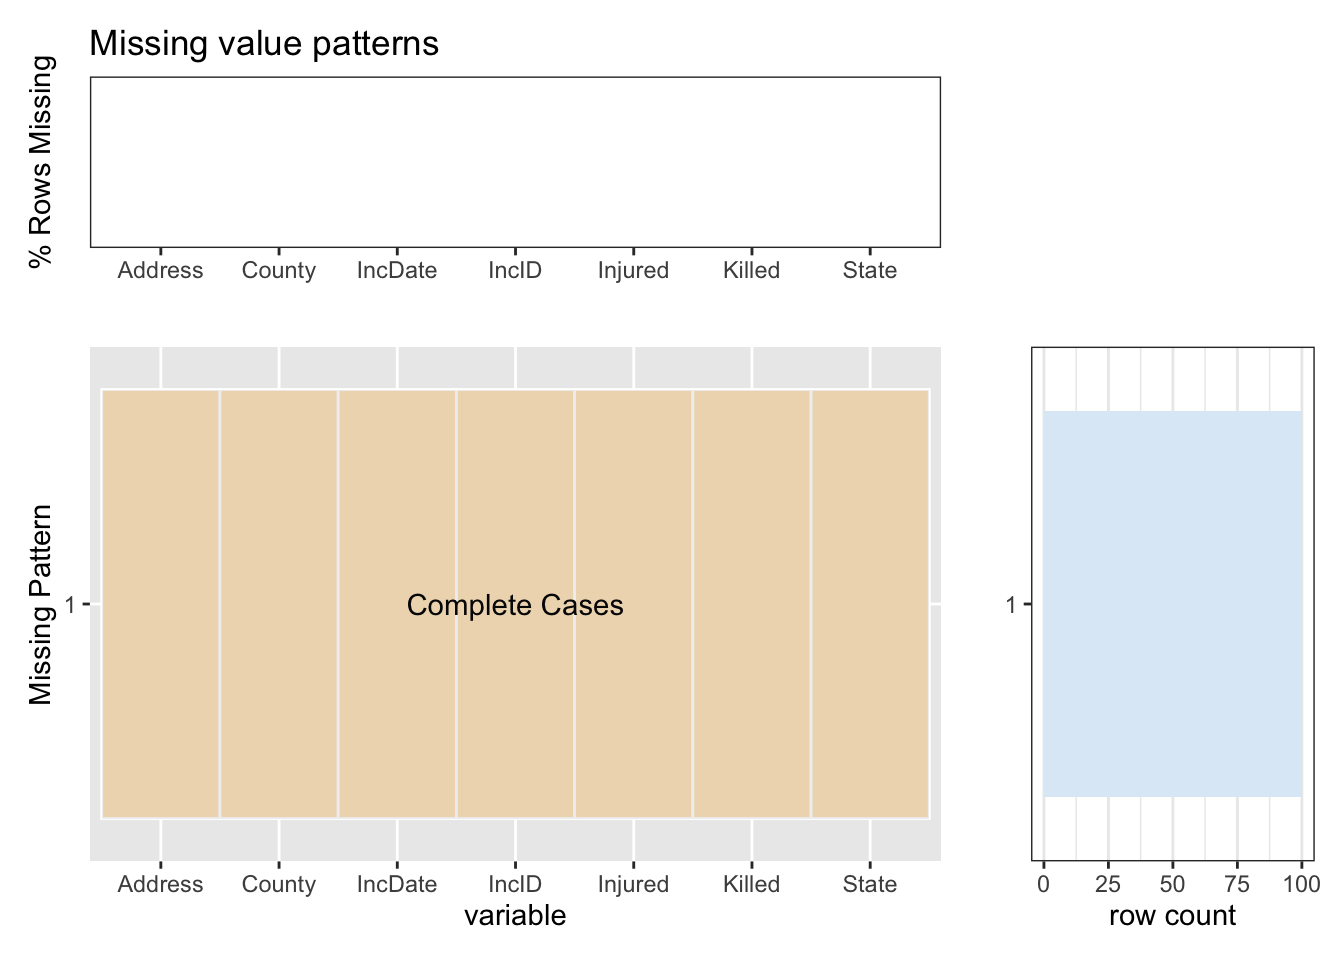 Missing value patterns
% Rows Missing
Address County IncDate IncID Injured Killed State
Missing Pattern
1
Complete Cases
Address County IncDate IncID Injured Killed State
variable
1
0 25 50 75 100
row count